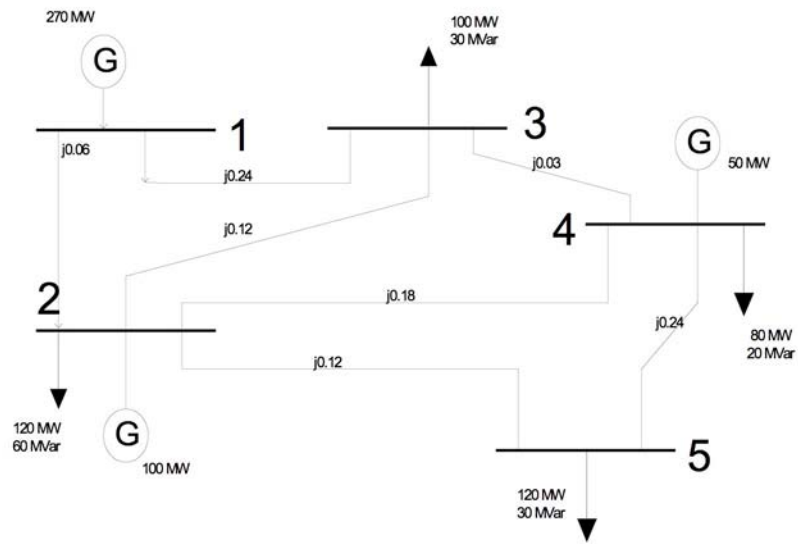 270 MW
G
1
j0.06
j0.24
100 MW
30 MVar
3
j0.03
G
50 MW
4
j0.12
2
j0.18
j0.24
80 MW
20 MVar
j0.12
120 MW
60 MVar
G
100 MW
5
120 MW
30 MVar